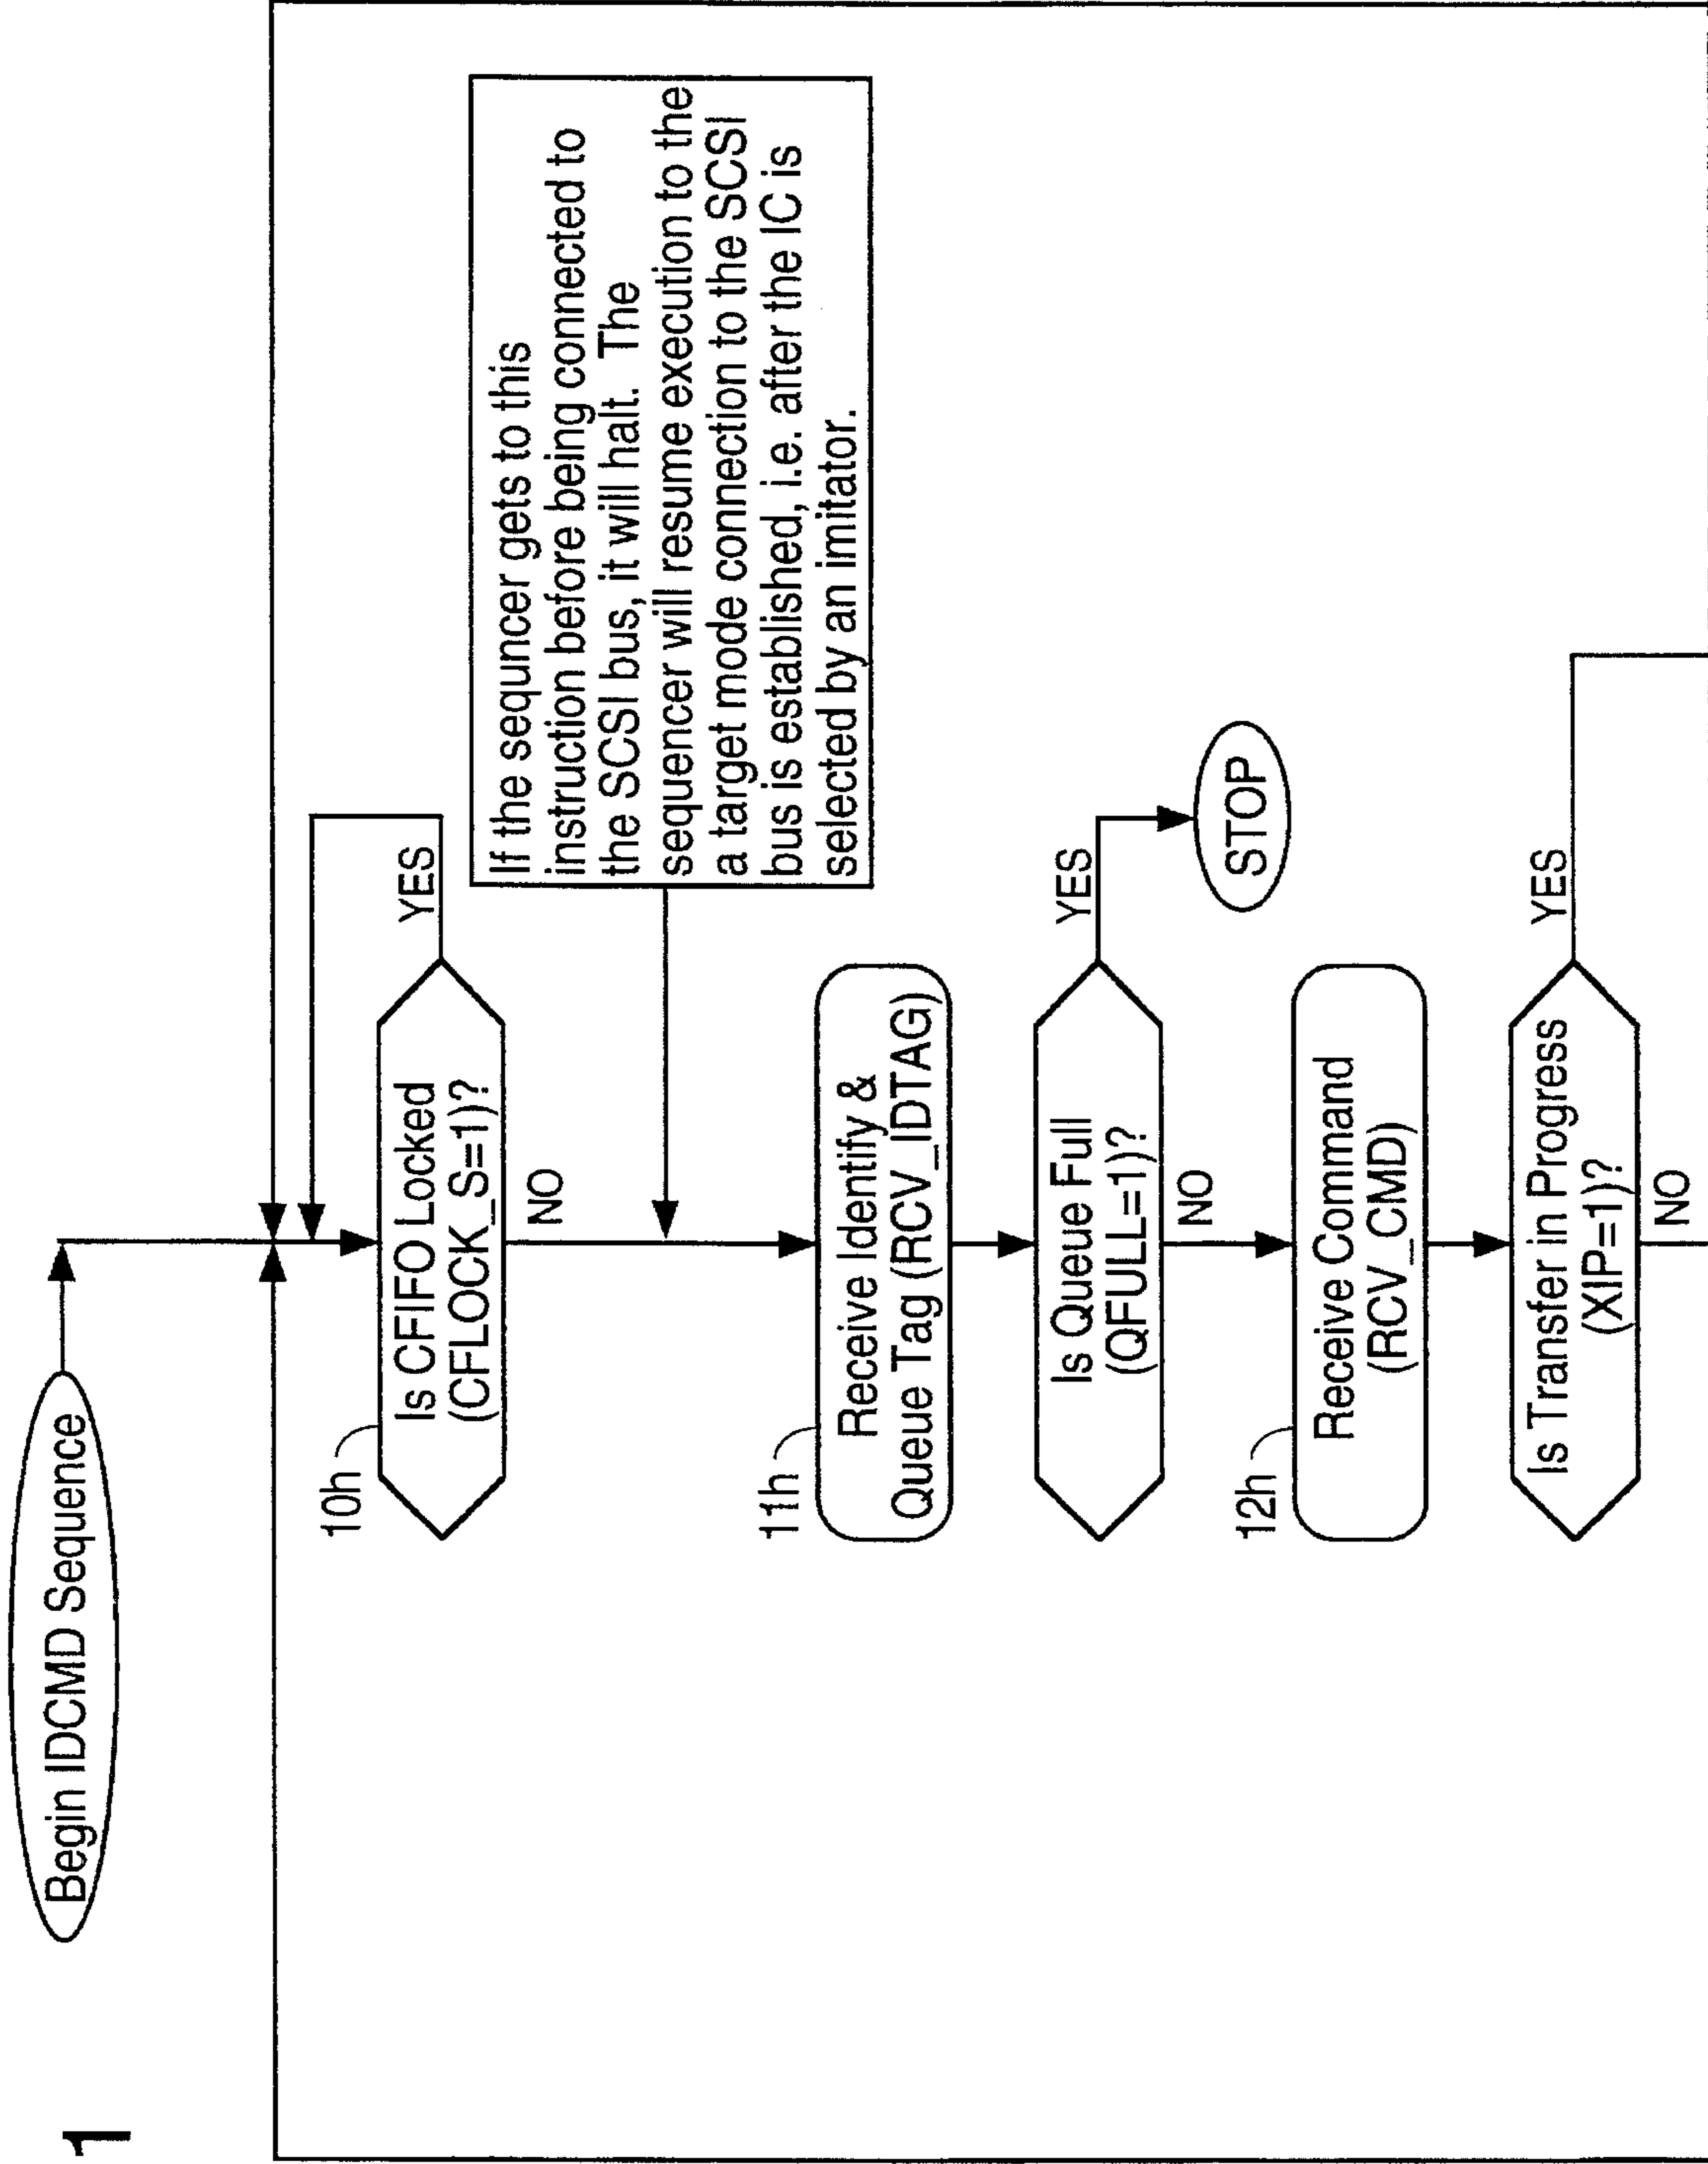 1
Begin IDCMD Sequence
10h
Is CFIFO Locked
(CFLOCK_S=1)?
YES
NO
If the sequncer gets to this
instruction before being connected to
the SCSI bus, it will halt. The
sequencer will resume execution to the
a target mode connection to the SCSI
bus is established, i.e. after the IC is
selected by an imitator.
11h
Receive Identify &
Queue Tag (RCV_IDTAG)
Is Queue Full
(QFULL=1)?
YES
STOP
NO
12h
Receive Command
(RCV_CMD)
Is Transfer in Progress
(XIP=1)?
YES
NO